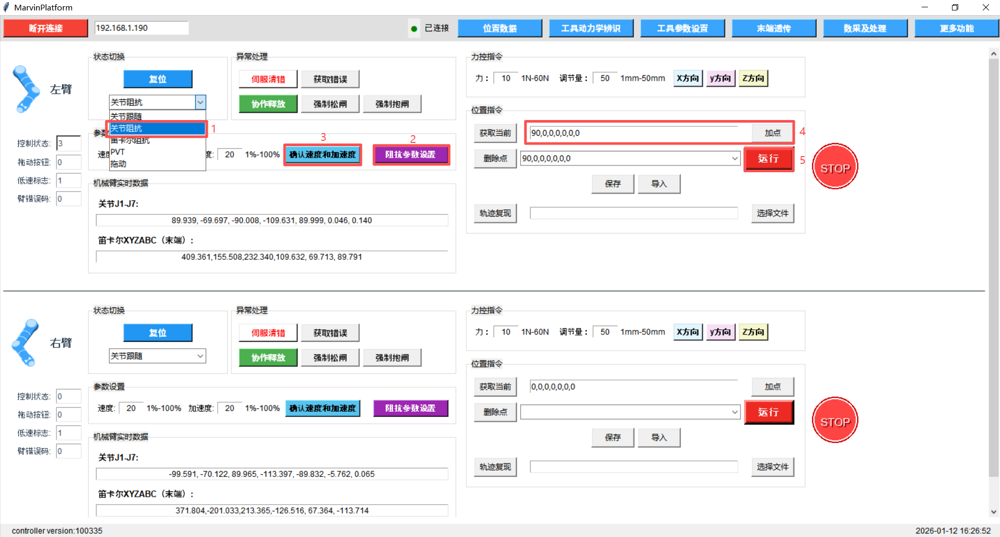 MarvinPlatform
断开连接 192.168.1.190 已连接 位置数据 工具动力学辨识 工具参数设置 末端透传 数采及处理 更多功能
左臂
状态切换
复位
关节阻抗
关节跟随
关节阻抗 1
笛卡尔阻抗
PVT
拖动
异常处理
伺服清错 获取错误
协作释放 强制松闸 强制抱闸
控制状态: 3
拖动按钮: 0
低速标志: 1
臂错误码: 0
度: 20 1%-100% 确认速度和加速度 阻抗参数设置
3 2
机械臂实时数据
关节J1-J7:
89.939, -69.697, -90.008, -109.631, 89.999, 0.046, 0.140
笛卡尔XYZABC（末端）:
409.361,155.508,232.340,109.632, 69.713, 89.791
力控指令
力: 10 1N-60N 调节量: 50 1mm-50mm X方向 y方向 Z方向
位置指令
获取当前 90,0,0,0,0,0,0 加点 4
删除点 90,0,0,0,0,0,0 运行 5
STOP
保存 导入
轨迹复现 选择文件
右臂
状态切换
复位
关节跟随
异常处理
伺服清错 获取错误
协作释放 强制松闸 强制抱闸
控制状态: 0
拖动按钮: 0
低速标志: 1
臂错误码: 0
参数设置
速度: 20 1%-100% 加速度: 20 1%-100% 确认速度和加速度 阻抗参数设置
机械臂实时数据
关节J1-J7:
-99.591, -70.122, 89.965, -113.397, -89.832, -5.762, 0.065
笛卡尔XYZABC（末端）:
371.804,-201.033,213.365,-126.516, 67.364, -113.714
力控指令
力: 10 1N-60N 调节量: 50 1mm-50mm X方向 y方向 Z方向
位置指令
获取当前 0,0,0,0,0,0,0 加点
删除点 运行
STOP
保存 导入
轨迹复现 选择文件
controller version:100335 2026-01-12 16:26:52